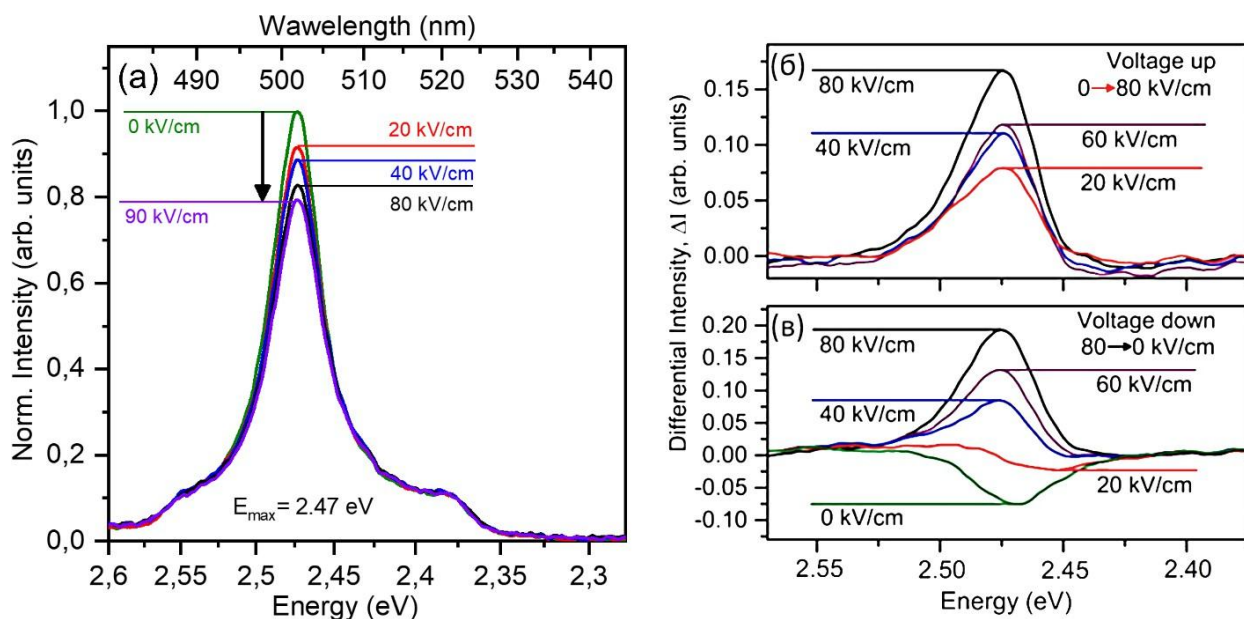 Wawelength (nm)
490 500 510 520 530 540
(а)
0 kV/cm
20 kV/cm
40 kV/cm
80 kV/cm
90 kV/cm
1,0
0,8
0,6
0,4
0,2
0,0
Norm. Intensity (arb. units)
Emax = 2.47 eV
2,6 2,55 2,5 2,45 2,4 2,35 2,3
Energy (eV)
(б)
Voltage up
0→80 kV/cm
80 kV/cm
60 kV/cm
40 kV/cm
20 kV/cm
0.15
0.10
0.05
0.00
Differential Intensity, ΔI (arb. units)
(в)
Voltage down
80→0 kV/cm
80 kV/cm
60 kV/cm
40 kV/cm
20 kV/cm
0 kV/cm
0.20
0.15
0.10
0.05
0.00
-0.05
-0.10
2.55 2.50 2.45 2.40
Energy (eV)